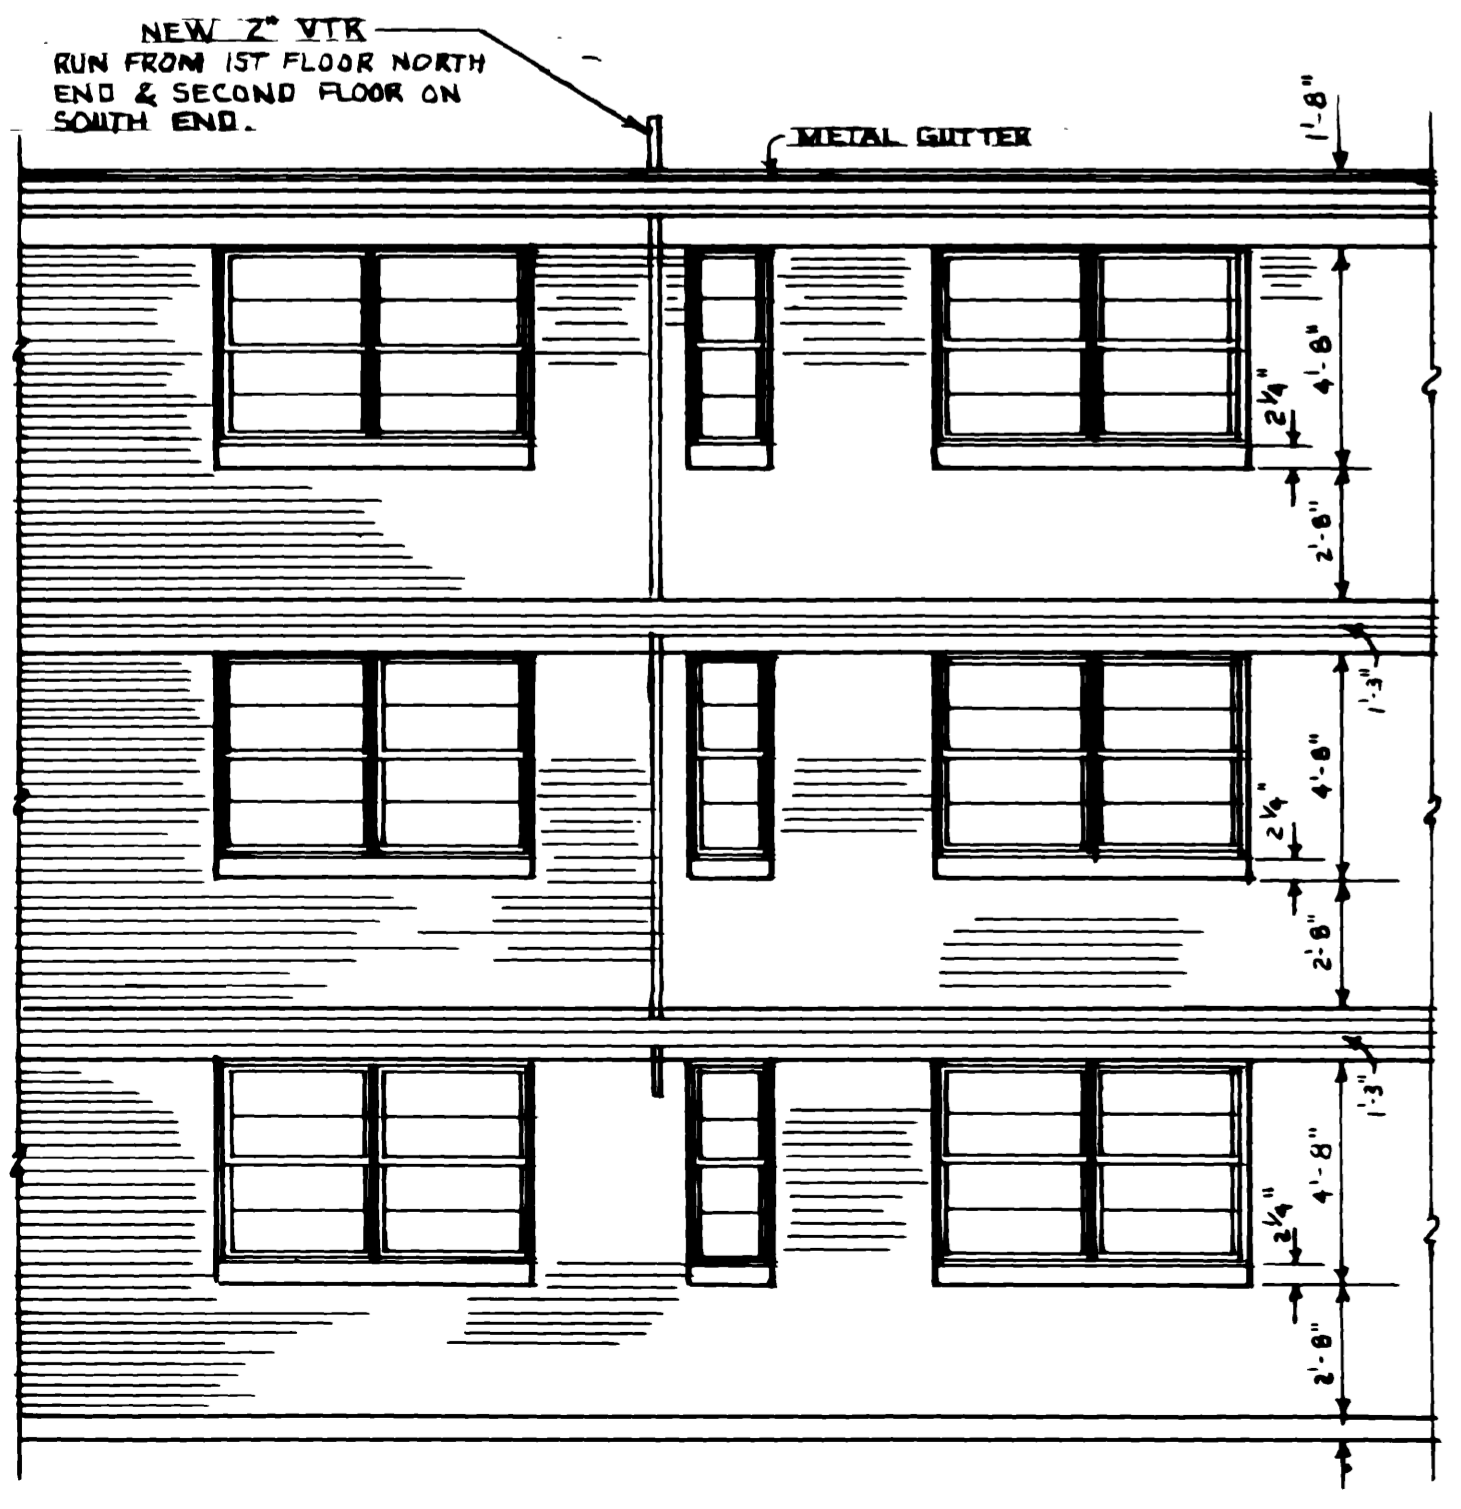 NEW 2" VTR
RUN FROM 1ST FLOOR NORTH
END & SECOND FLOOR ON
SOUTH END.
METAL GUTTER
1'-8"
4'-8"
2 1/4"
2'-8"
1'-3"
4'-8"
2 1/4"
2'-8"
1'-3"
4'-8"
2 1/4"
2'-8"